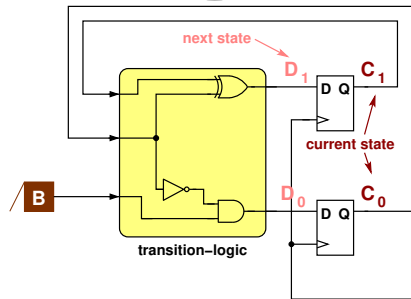 next state
D1
C1
D Q
current state
B
D0
C0
D Q
transition-logic